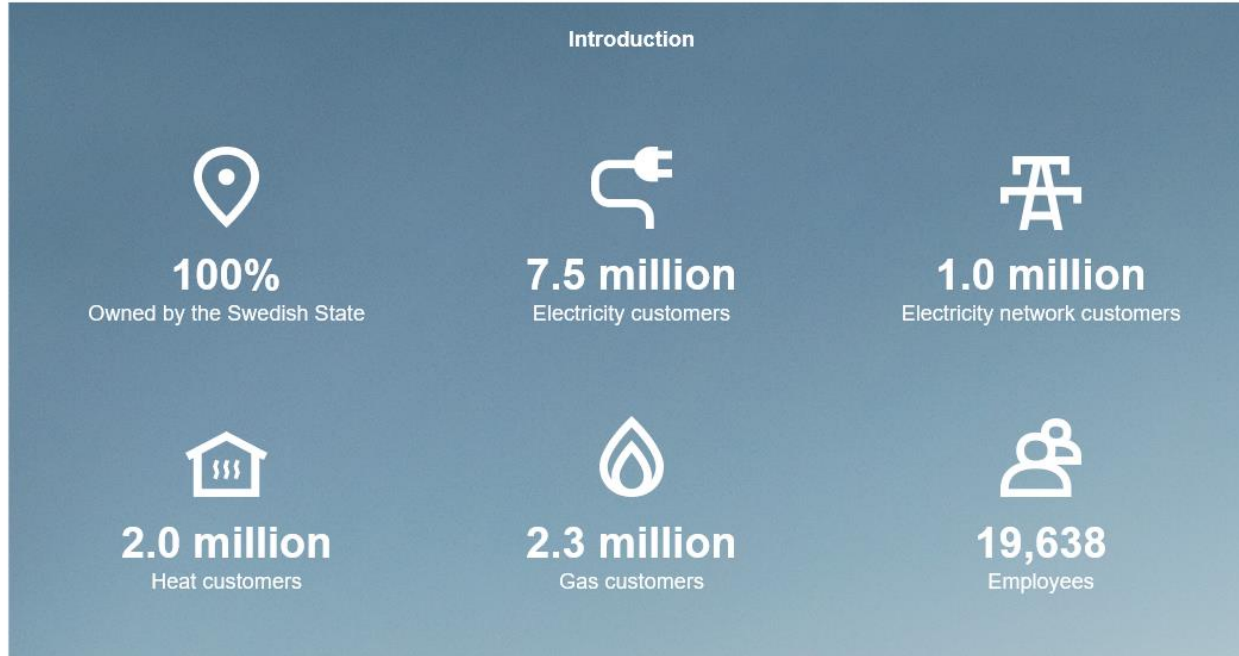 Introduction
100%
Owned by the Swedish State
7.5 million
Electricity customers
1.0 million
Electricity network customers
2.0 million
Heat customers
2.3 million
Gas customers
19,638
Employees